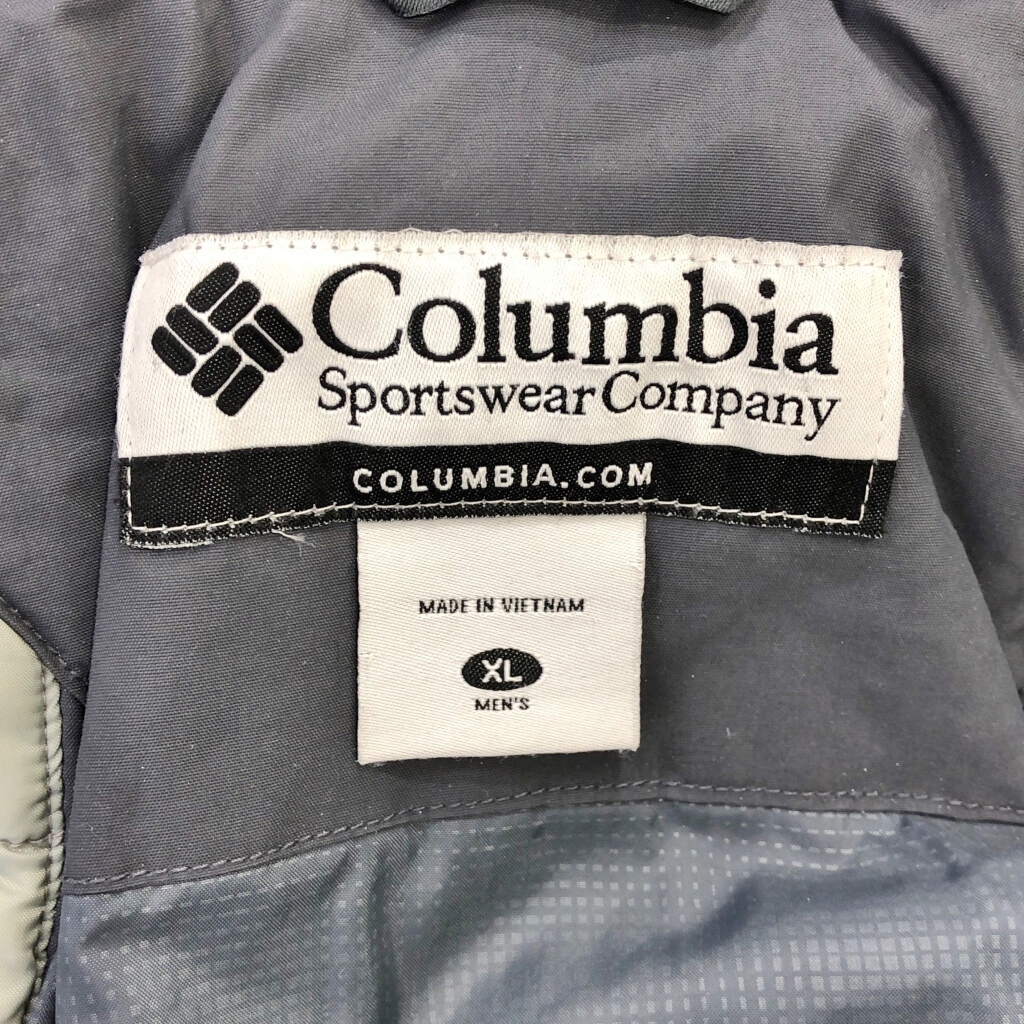 Columbia
Sportswear Company
COLUMBIA.COM
MADE IN VIETNAM
XL
MEN'S